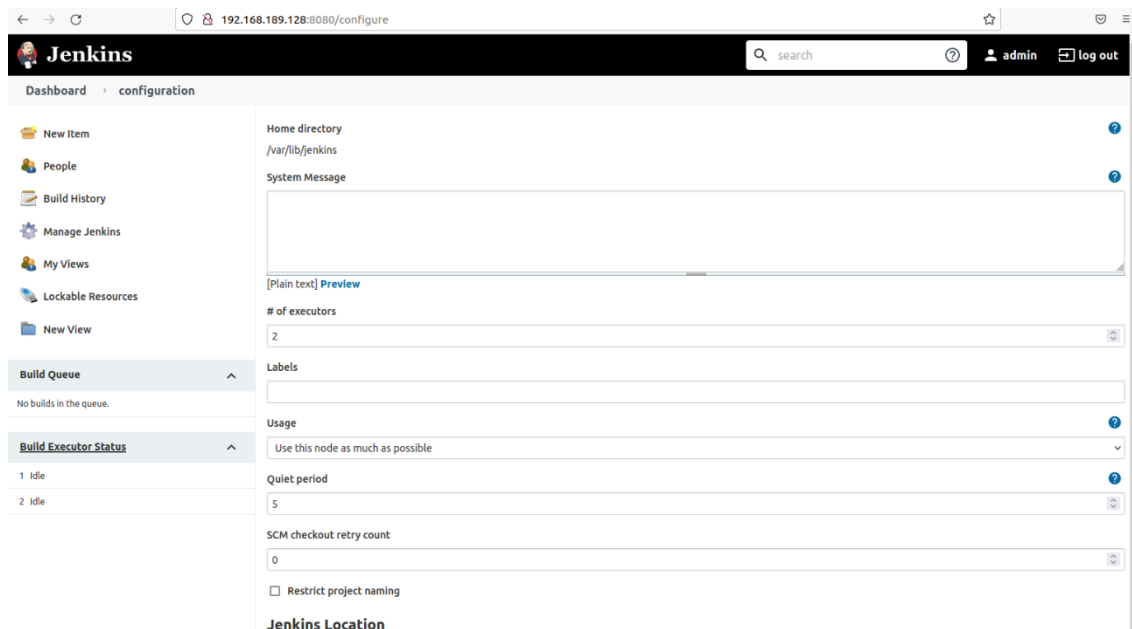 192.168.189.128:8080/configure
Jenkins
search
admin
log out
Dashboard
configuration
New Item
People
Build History
Manage Jenkins
My Views
Lockable Resources
New View
Build Queue
No builds in the queue.
Build Executor Status
1 Idle
2 Idle
Home directory
/var/lib/jenkins
System Message
[Plain text] Preview
# of executors
2
Labels
Usage
Use this node as much as possible
Quiet period
5
SCM checkout retry count
0
Restrict project naming
Jenkins Location